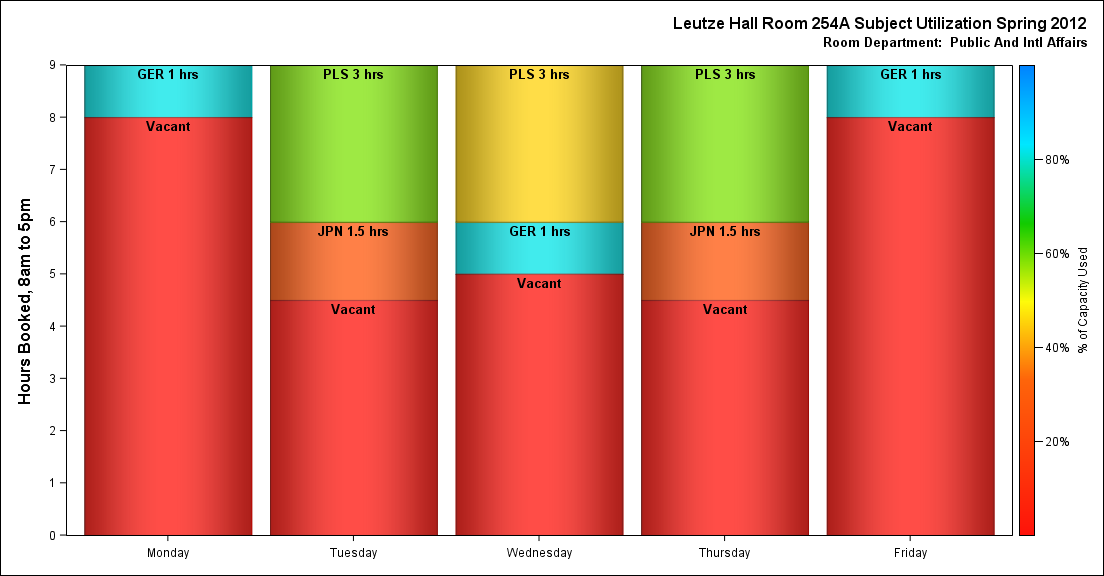 Leutze Hall Room 254A Subject Utilization Spring 2012
Room Department:  Public And Intl Affairs
Hours Booked, 8am to 5pm
9
8
7
6
5
4
3
2
1
0
GER 1 hrs
Vacant
PLS 3 hrs
JPN 1.5 hrs
Vacant
PLS 3 hrs
GER 1 hrs
Vacant
PLS 3 hrs
JPN 1.5 hrs
Vacant
GER 1 hrs
Vacant
Monday
Tuesday
Wednesday
Thursday
Friday
80%
60%
40%
20%
% of Capacity Used